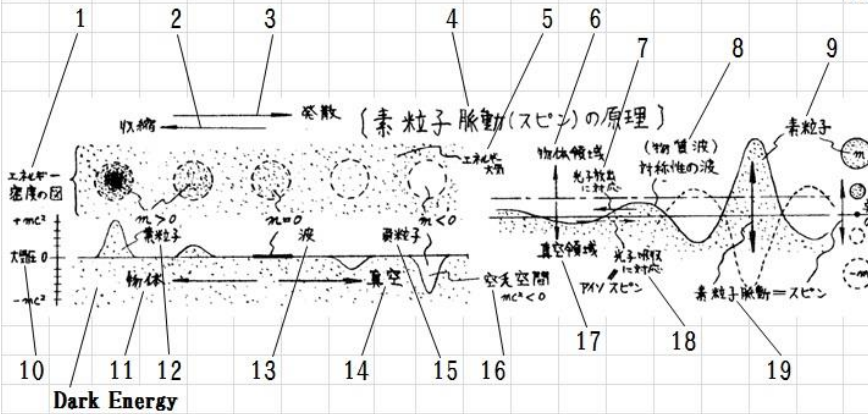 1 2 3 4 5 6 7 8 9
収縮 発散 {素粒子脈動(スピン)の原理}
エネルギー密度の図
エネルギー大気
物体領域
光子放出に対応
(物質波)
対称性の波
素粒子
m
m>0 m=0 m<0
+mc²
大気圧 0
-mc²
素粒子 波 負粒子
物体 真空
空孔空間
mc²<0
真空領域
光子吸収に対応
アイソスピン
素粒子脈動=スピン
-m
10 11 12 13 14 15 16 17 18 19
Dark Energy